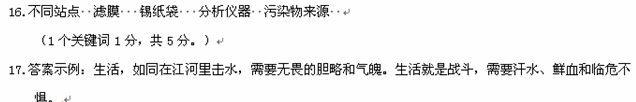 16.不同站点··滤膜···锡纸袋···分析仪器··污染物来源··
（1 个关键词 1 分，共 5 分。）
17.答案示例：生活，如同在江河里击水，需要无畏的胆略和气魄。生活就是战斗，需要汗水、鲜血和临危不
惧。